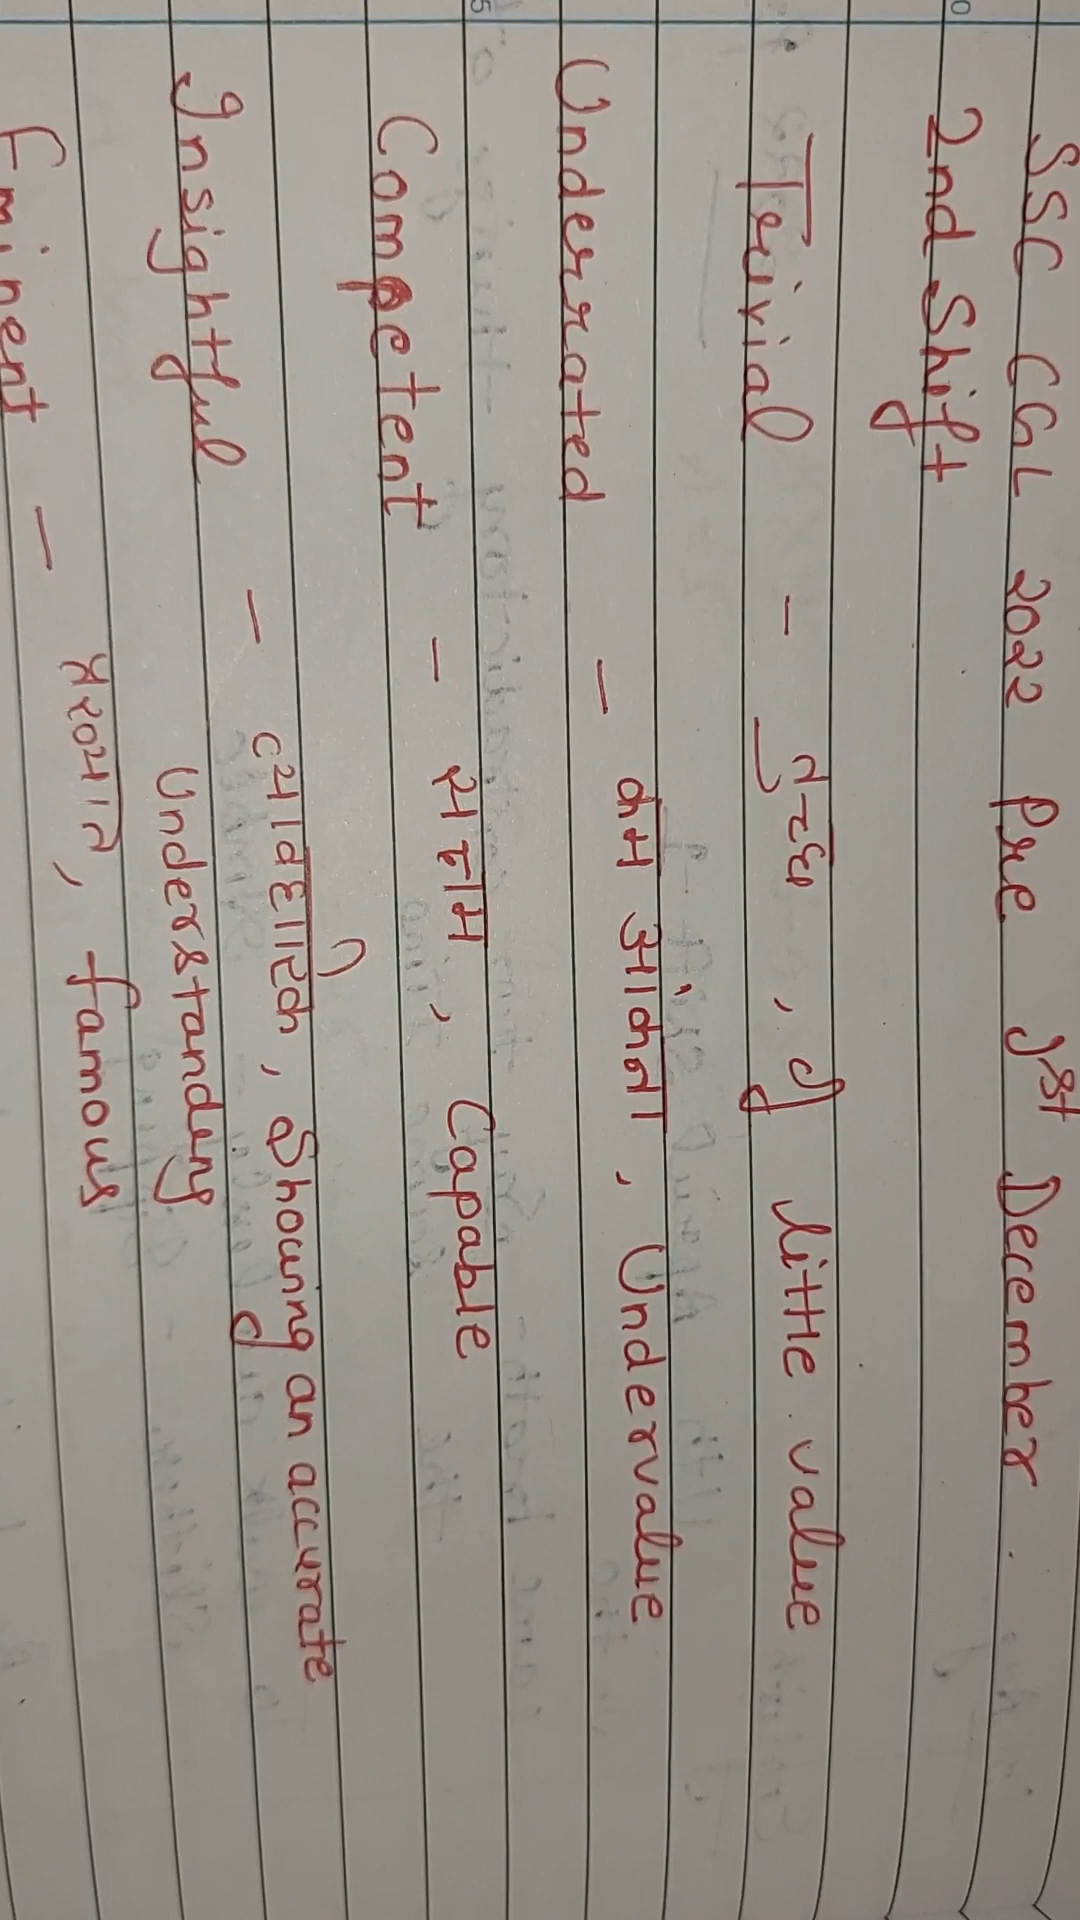 SSC CGL 2022 Pre 1st December
2nd Shift
Trivial - तुच्छ, of little value
Underrated - कम आंकना, Undervalue
Competent - सक्षम, Capable
Insightful - व्यावहारिक, Showing an accurate
Understanding
Eminent - प्रख्यात, famous